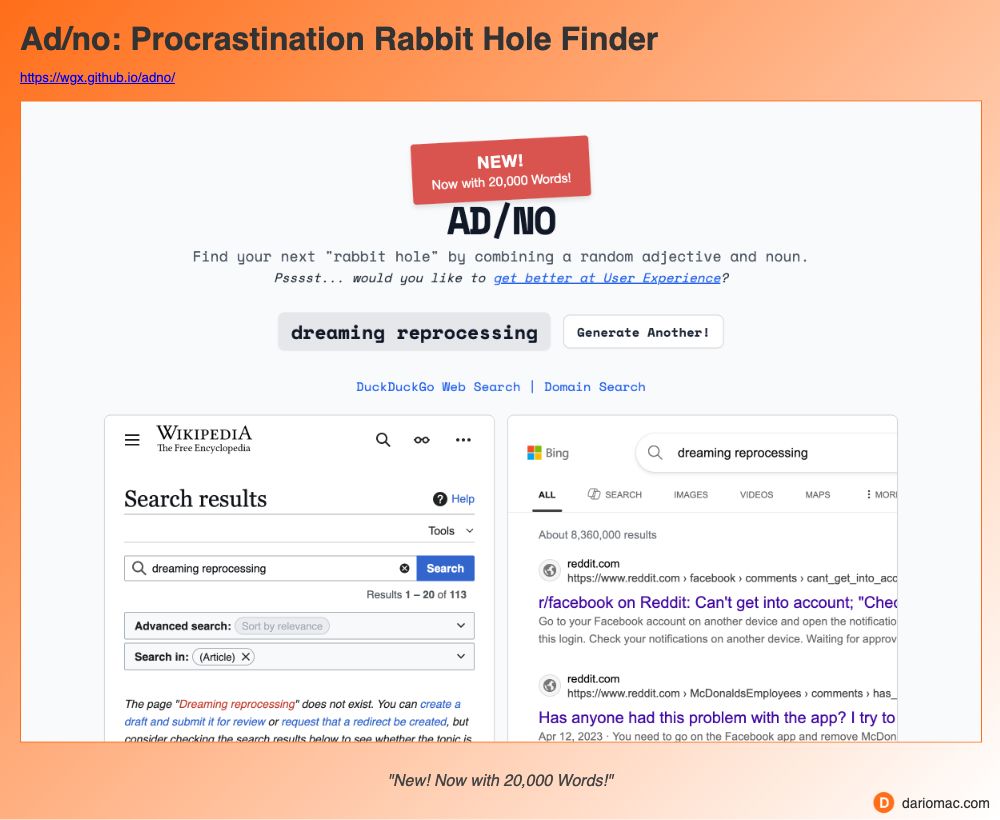 Ad/no: Procrastination Rabbit Hole Finder
https://wgx.github.io/adno/
NEW!
Now with 20,000 Words!
AD/NO
Find your next "rabbit hole" by combining a random adjective and noun.
Psssst... would you like to get better at User Experience?
dreaming reprocessing
Generate Another!
DuckDuckGo Web Search | Domain Search
WIKIPEDIA
The Free Encyclopedia
Search results
Help
Tools
dreaming reprocessing
Search
Results 1 – 20 of 113
Advanced search: Sort by relevance
Search in: (Article)
The page "Dreaming reprocessing" does not exist. You can create a
draft and submit it for review or request that a redirect be created, but
consider checking the search results below to see whether the topic is
Bing
dreaming reprocessing
ALL
SEARCH
IMAGES
VIDEOS
MAPS
About 8,360,000 results
reddit.com
https://www.reddit.com › facebook › comments › cant_get_into_acc
r/facebook on Reddit: Can't get into account; "Chec
Go to your Facebook account on another device and open the notificatio
this login. Check your notifications on another device. Waiting for approv
reddit.com
https://www.reddit.com › McDonaldsEmployees › comments › has_
Has anyone had this problem with the app? I try to
Apr 12, 2023 · You need to go on the Facebook app and remove McDon
"New! Now with 20,000 Words!"
D dariomac.com